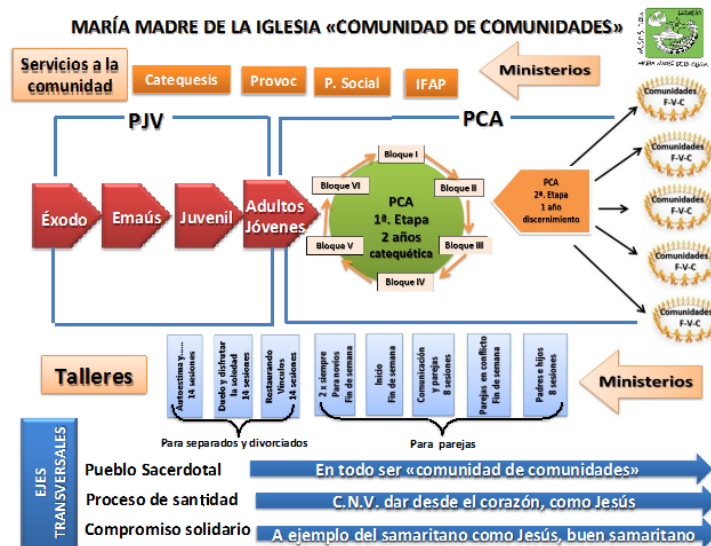 MARÍA MADRE DE LA IGLESIA «COMUNIDAD DE COMUNIDADES»
Servicios a la
comunidad
Catequesis
Provoc
P. Social
IFAP
Ministerios
PJV
PCA
Éxodo
Emaús
Juvenil
Adultos
Jóvenes
Bloque I
Bloque II
Bloque III
Bloque IV
Bloque V
Bloque VI
PCA
1ª. Etapa
2 años
catequética
PCA
2ª. Etapa
1 año
discernimiento
Comunidades
F-V-C
Comunidades
F-V-C
Comunidades
F-V-C
Comunidades
F-V-C
Comunidades
F-V-C
Talleres
Autoestima y......
14 sesiones
Duelo y disfrutar
la soledad
14 sesiones
Restaurando
Vínculos
14 sesiones
2 x siempre
Para novios
Fin de semana
Inicio
Fin de semana
Comunicación
y parejas
8 sesiones
Parejas en conflicto
Fin de semana
Padres e hijos
8 sesiones
Ministerios
Para separados y divorciados
Para parejas
EJES
TRANSVERSALES
Pueblo Sacerdotal
En todo ser «comunidad de comunidades»
Proceso de santidad
C.N.V. dar desde el corazón, como Jesús
Compromiso solidario
A ejemplo del samaritano como Jesús, buen samaritano